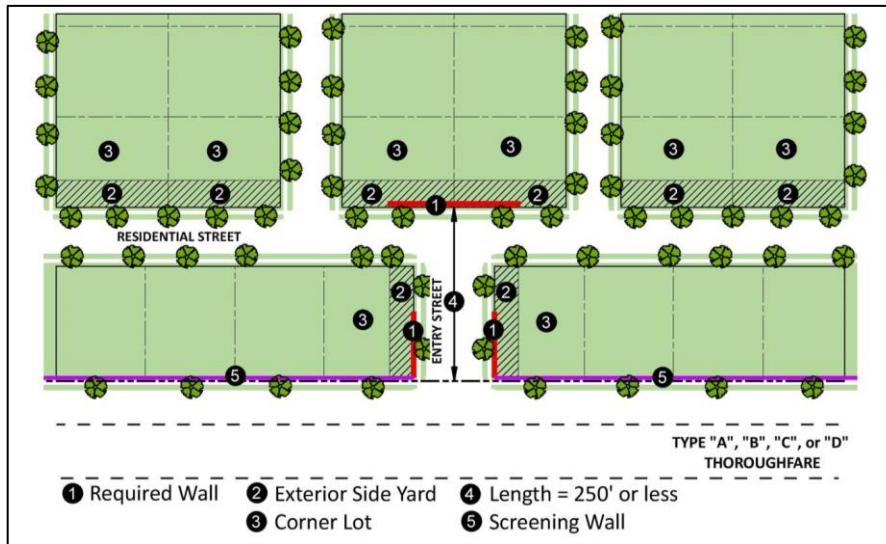 3 3 3 3 3 3
2 2 2 2 2 2
1
RESIDENTIAL STREET
2 2
4
3 1 ENTRY STREET 1 3
5 5
TYPE "A", "B", "C", or "D"
THOROUGHFARE
1 Required Wall 2 Exterior Side Yard 4 Length = 250' or less
3 Corner Lot 5 Screening Wall